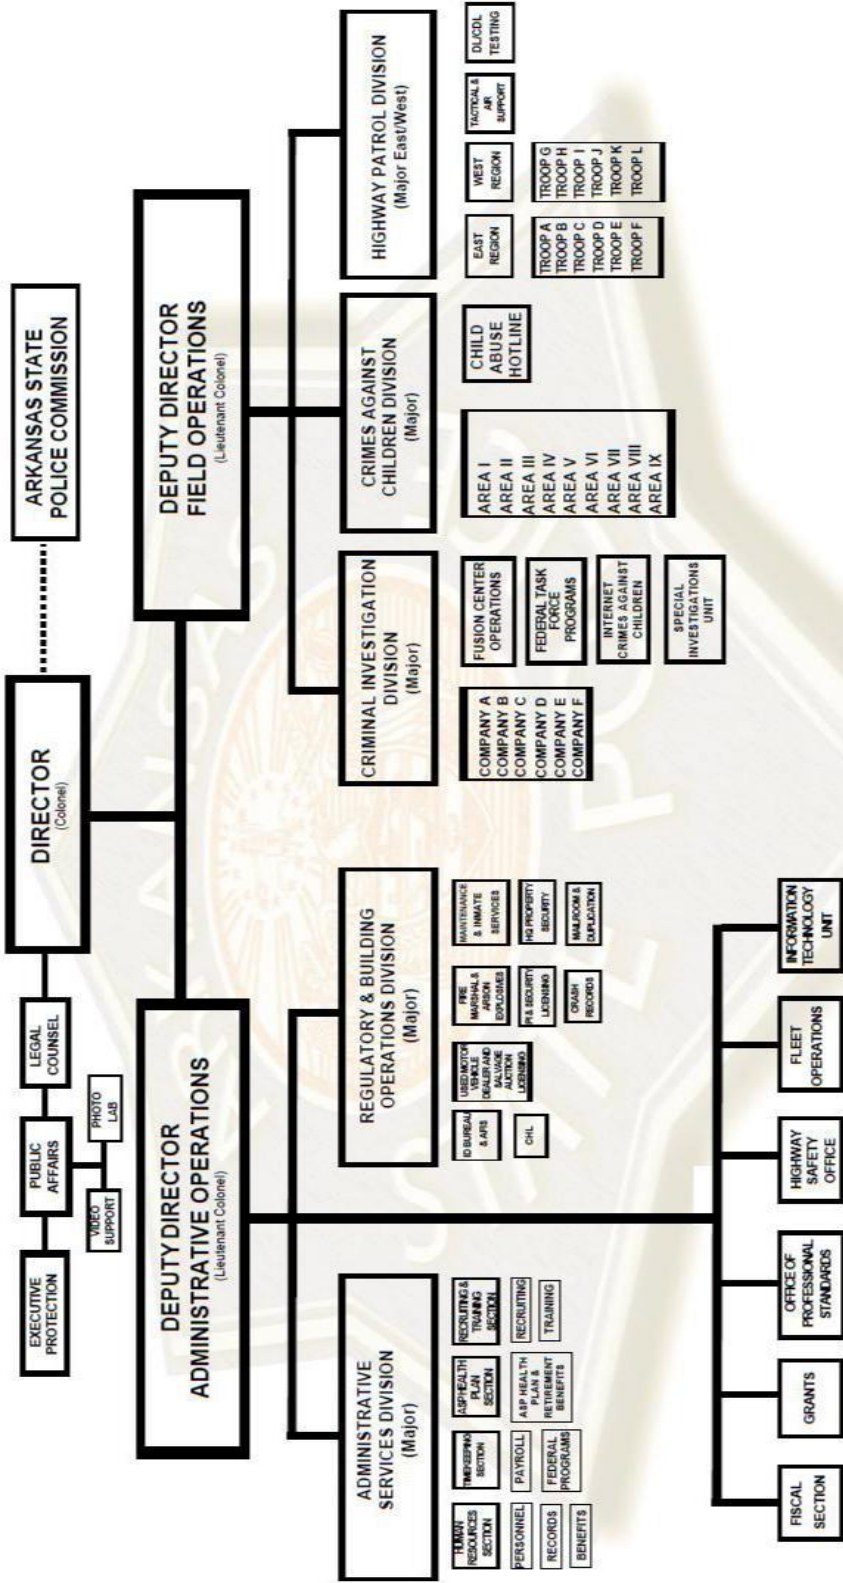 ARKANSAS STATE
POLICE COMMISSION
DIRECTOR
(Colonel)
LEGAL
COUNSEL
PUBLIC
AFFAIRS
EXECUTIVE
PROTECTION
VIDEO
SUPPORT
PHOTO
LAB
DEPUTY DIRECTOR
ADMINISTRATIVE OPERATIONS
(Lieutenant Colonel)
DEPUTY DIRECTOR
FIELD OPERATIONS
(Lieutenant Colonel)
ADMINISTRATIVE
SERVICES DIVISION
(Major)
HUMAN
RESOURCES
SECTION
PERSONNEL
RECORDS
BENEFITS
TIMEKEEPING
SECTION
PAYROLL
FEDERAL
PROGRAMS
ASP HEALTH
PLAN
SECTION
ASP HEALTH
PLAN &
RETIREMENT
BENEFITS
RECRUITING &
TRAINING
SECTION
RECRUITING
TRAINING
REGULATORY & BUILDING
OPERATIONS DIVISION
(Major)
ID BUREAU
& AFIS
CHL
USED MOTOR
VEHICLE
DEALER AND
SALVAGE
AUCTION
LICENSING
FIRE
MARSHAL &
ARSON
EXPLOSIVES
PI & SECURITY
LICENSING
CRASH
RECORDS
MAINTENANCE
& INMATE
SERVICES
HQ PROPERTY
SECURITY
MAILROOM &
DUPLICATION
CRIMINAL INVESTIGATION
DIVISION
(Major)
COMPANY A
COMPANY B
COMPANY C
COMPANY D
COMPANY E
COMPANY F
FUSION CENTER
OPERATIONS
FEDERAL TASK
FORCE
PROGRAMS
INTERNET
CRIMES AGAINST
CHILDREN
SPECIAL
INVESTIGATIONS
UNIT
CRIMES AGAINST
CHILDREN DIVISION
(Major)
AREA I
AREA II
AREA III
AREA IV
AREA V
AREA VI
AREA VII
AREA VIII
AREA IX
CHILD
ABUSE
HOTLINE
HIGHWAY PATROL DIVISION
(Major East/West)
EAST
REGION
TROOP A
TROOP B
TROOP C
TROOP D
TROOP E
TROOP F
WEST
REGION
TROOP G
TROOP H
TROOP I
TROOP J
TROOP K
TROOP L
TACTICAL &
AIR
SUPPORT
DL/CDL
TESTING
FISCAL
SECTION
GRANTS
OFFICE OF
PROFESSIONAL
STANDARDS
HIGHWAY
SAFETY
OFFICE
FLEET
OPERATIONS
INFORMATION
TECHNOLOGY
UNIT
ARKANSAS
STATE POLICE